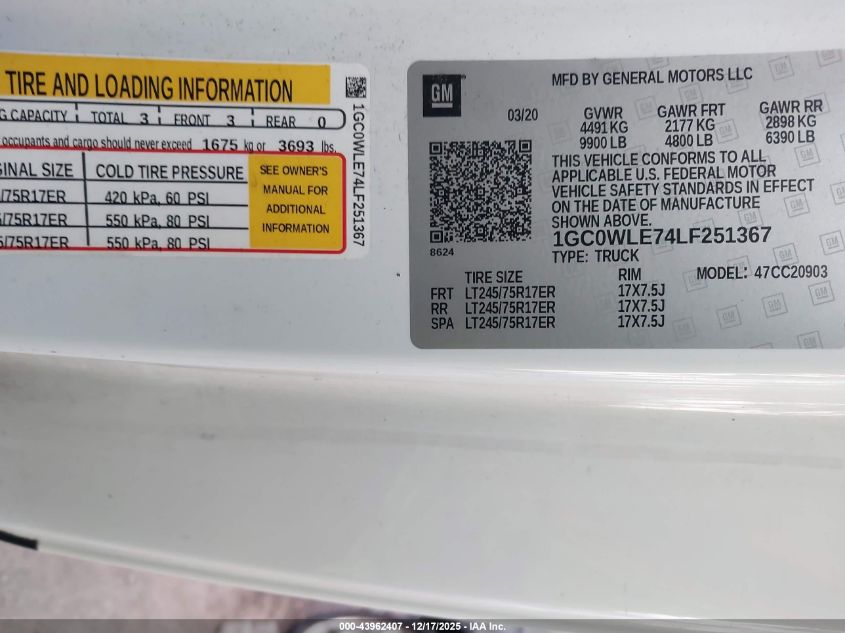 TIRE AND LOADING INFORMATION
G CAPACITY TOTAL 3 FRONT 3 REAR 0
occupants and cargo should never exceed 1675 kg or 3693 lbs.
GINAL SIZE COLD TIRE PRESSURE
/75R17ER 420 kPa, 60 PSI
5/75R17ER 550 kPa, 80 PSI
5/75R17ER 550 kPa, 80 PSI
SEE OWNER'S
MANUAL FOR
ADDITIONAL
INFORMATION
1GC0WLE74LF251367
GM
MFD BY GENERAL MOTORS LLC
03/20 GVWR GAWR FRT GAWR RR
4491 KG 2177 KG 2898 KG
9900 LB 4800 LB 6390 LB
THIS VEHICLE CONFORMS TO ALL
APPLICABLE U.S. FEDERAL MOTOR
VEHICLE SAFETY STANDARDS IN EFFECT
ON THE DATE OF MANUFACTURE
SHOWN ABOVE.
1GC0WLE74LF251367
8624
TYPE: TRUCK
TIRE SIZE RIM MODEL: 47CC20903
FRT LT245/75R17ER 17X7.5J
RR LT245/75R17ER 17X7.5J
SPA LT245/75R17ER 17X7.5J
000-43962407 - 12/17/2025 - IAA Inc.